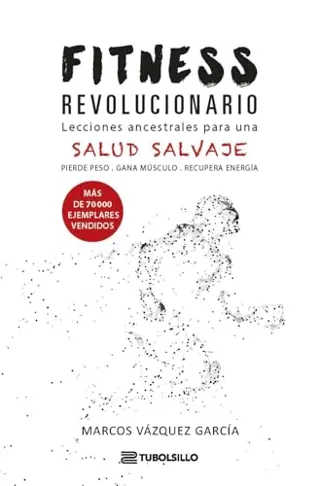 FITNESS
REVOLUCIONARIO
Lecciones ancestrales para una
SALUD SALVAJE
PIERDE PESO . GANA MÚSCULO . RECUPERA ENERGÍA
MÁS
DE 70000
EJEMPLARES
VENDIDOS
MARCOS VÁZQUEZ GARCÍA
TUBOLSILLO